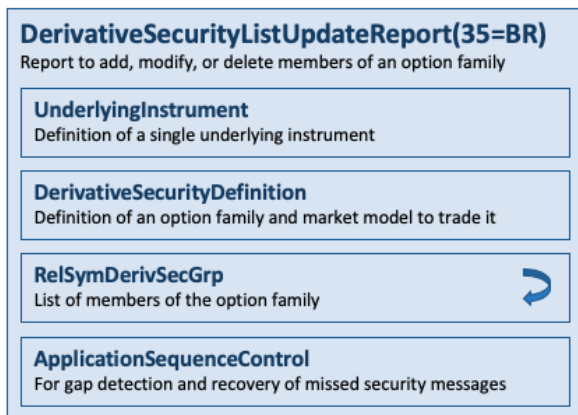 DerivativeSecurityListUpdateReport(35=BR)
Report to add, modify, or delete members of an option family
UnderlyingInstrument
Definition of a single underlying instrument
DerivativeSecurityDefinition
Definition of an option family and market model to trade it
RelSymDerivSecGrp
List of members of the option family
ApplicationSequenceControl
For gap detection and recovery of missed security messages